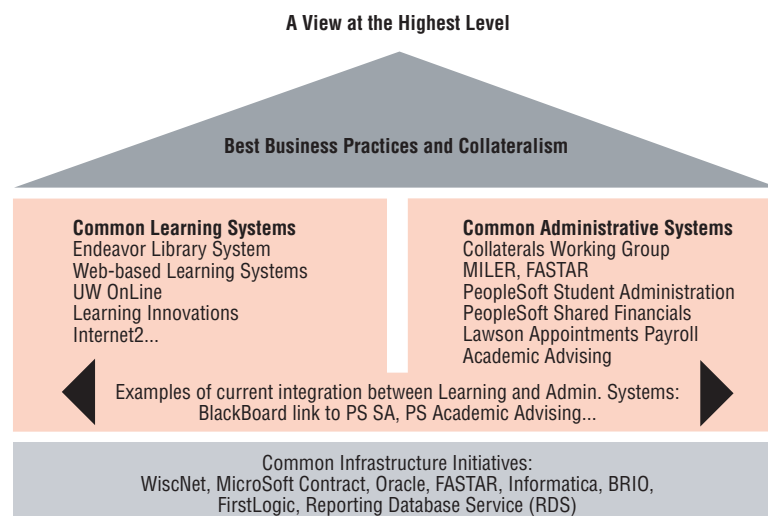 A View at the Highest Level
Best Business Practices and Collateralism
Common Learning Systems
Endeavor Library System
Web-based Learning Systems
UW OnLine
Learning Innovations
Internet2...
Common Administrative Systems
Collaterals Working Group
MILER, FASTAR
PeopleSoft Student Administration
PeopleSoft Shared Financials
Lawson Appointments Payroll
Academic Advising
Examples of current integration between Learning and Admin. Systems:
BlackBoard link to PS SA, PS Academic Advising...
Common Infrastructure Initiatives:
WiscNet, MicroSoft Contract, Oracle, FASTAR, Informatica, BRIO,
FirstLogic, Reporting Database Service (RDS)